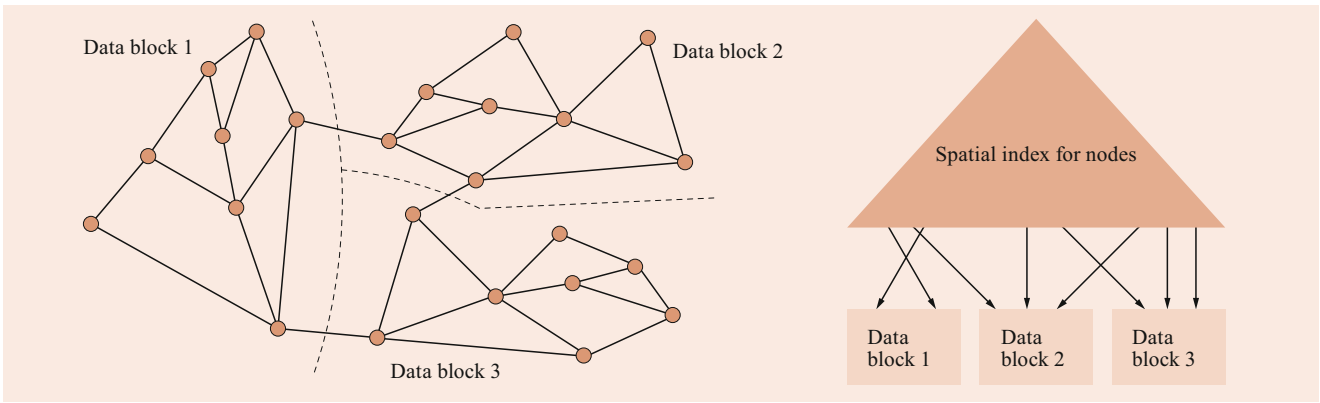 Data block 1
Data block 2
Data block 3
Spatial index for nodes
Data
block 1
Data
block 2
Data
block 3